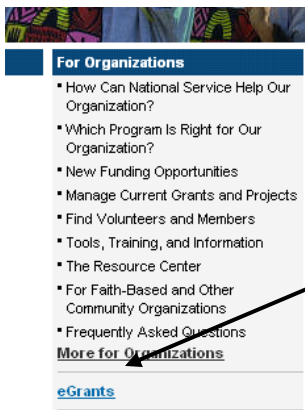 For Organizations
How Can National Service Help Our
Organization?
Which Program Is Right for Our
Organization?
New Funding Opportunities
Manage Current Grants and Projects
Find Volunteers and Members
Tools, Training, and Information
The Resource Center
For Faith-Based and Other
Community Organizations
Frequently Asked Questions
More for Organizations
eGrants